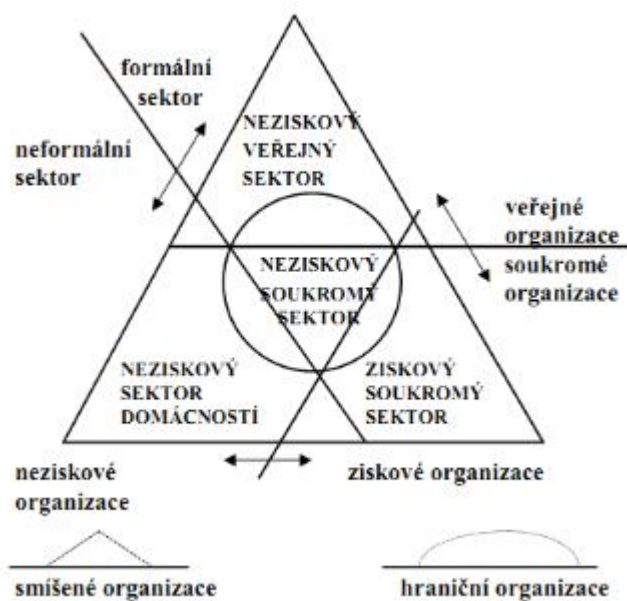 formální
sektor
neformální
sektor
NEZISKOVÝ
VEŘEJNÝ
SEKTOR
veřejné
organizace
soukromé
organizace
NEZISKOVÝ
SOUKROMÝ
SEKTOR
NEZISKOVÝ
SEKTOR
DOMÁCNOSTÍ
ZISKOVÝ
SOUKROMÝ
SEKTOR
neziskové
organizace
ziskové organizace
smíšené organizace
hraniční organizace